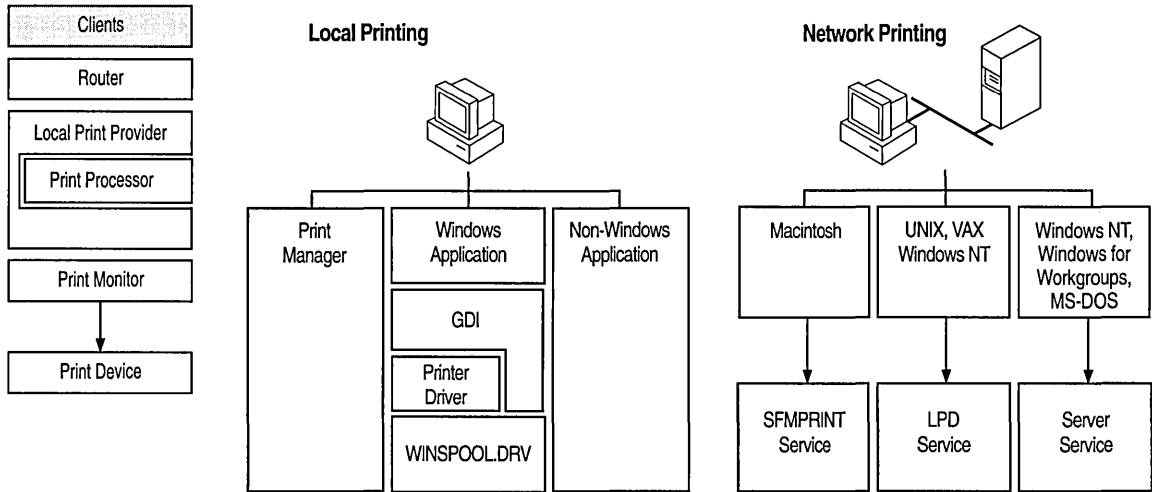 Clients
Router
Local Print Provider
Print Processor
Print Monitor
Print Device
Local Printing
Print
Manager
Windows
Application
Non-Windows
Application
GDI
Printer
Driver
WINSPOOL.DRV
Network Printing
Macintosh
UNIX, VAX
Windows NT
Windows NT,
Windows for
Workgroups,
MS-DOS
SFMPRINT
Service
LPD
Service
Server
Service